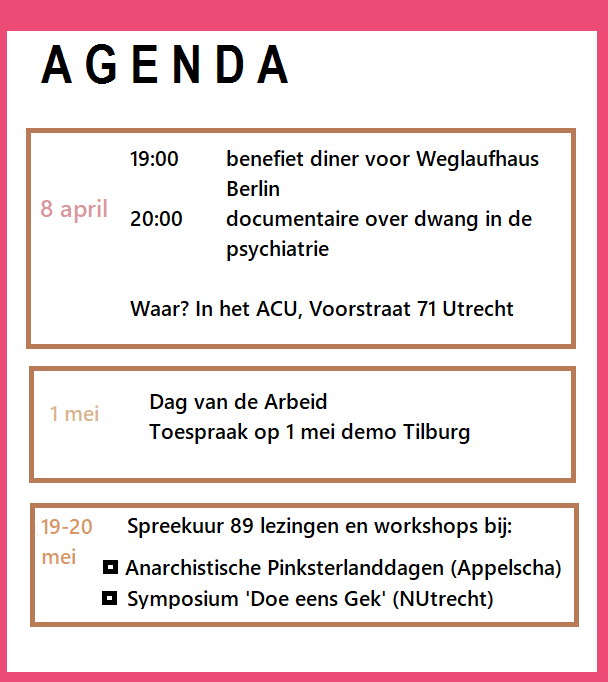 AGENDA
8 april
19:00 benefiet diner voor Weglaufhaus
Berlin
20:00 documentaire over dwang in de
psychiatrie
Waar? In het ACU, Voorstraat 71 Utrecht
1 mei
Dag van de Arbeid
Toespraak op 1 mei demo Tilburg
19-20
mei
Spreekuur 89 lezingen en workshops bij:
Anarchistische Pinksterlanddagen (Appelscha)
Symposium 'Doe eens Gek' (NUtrecht)